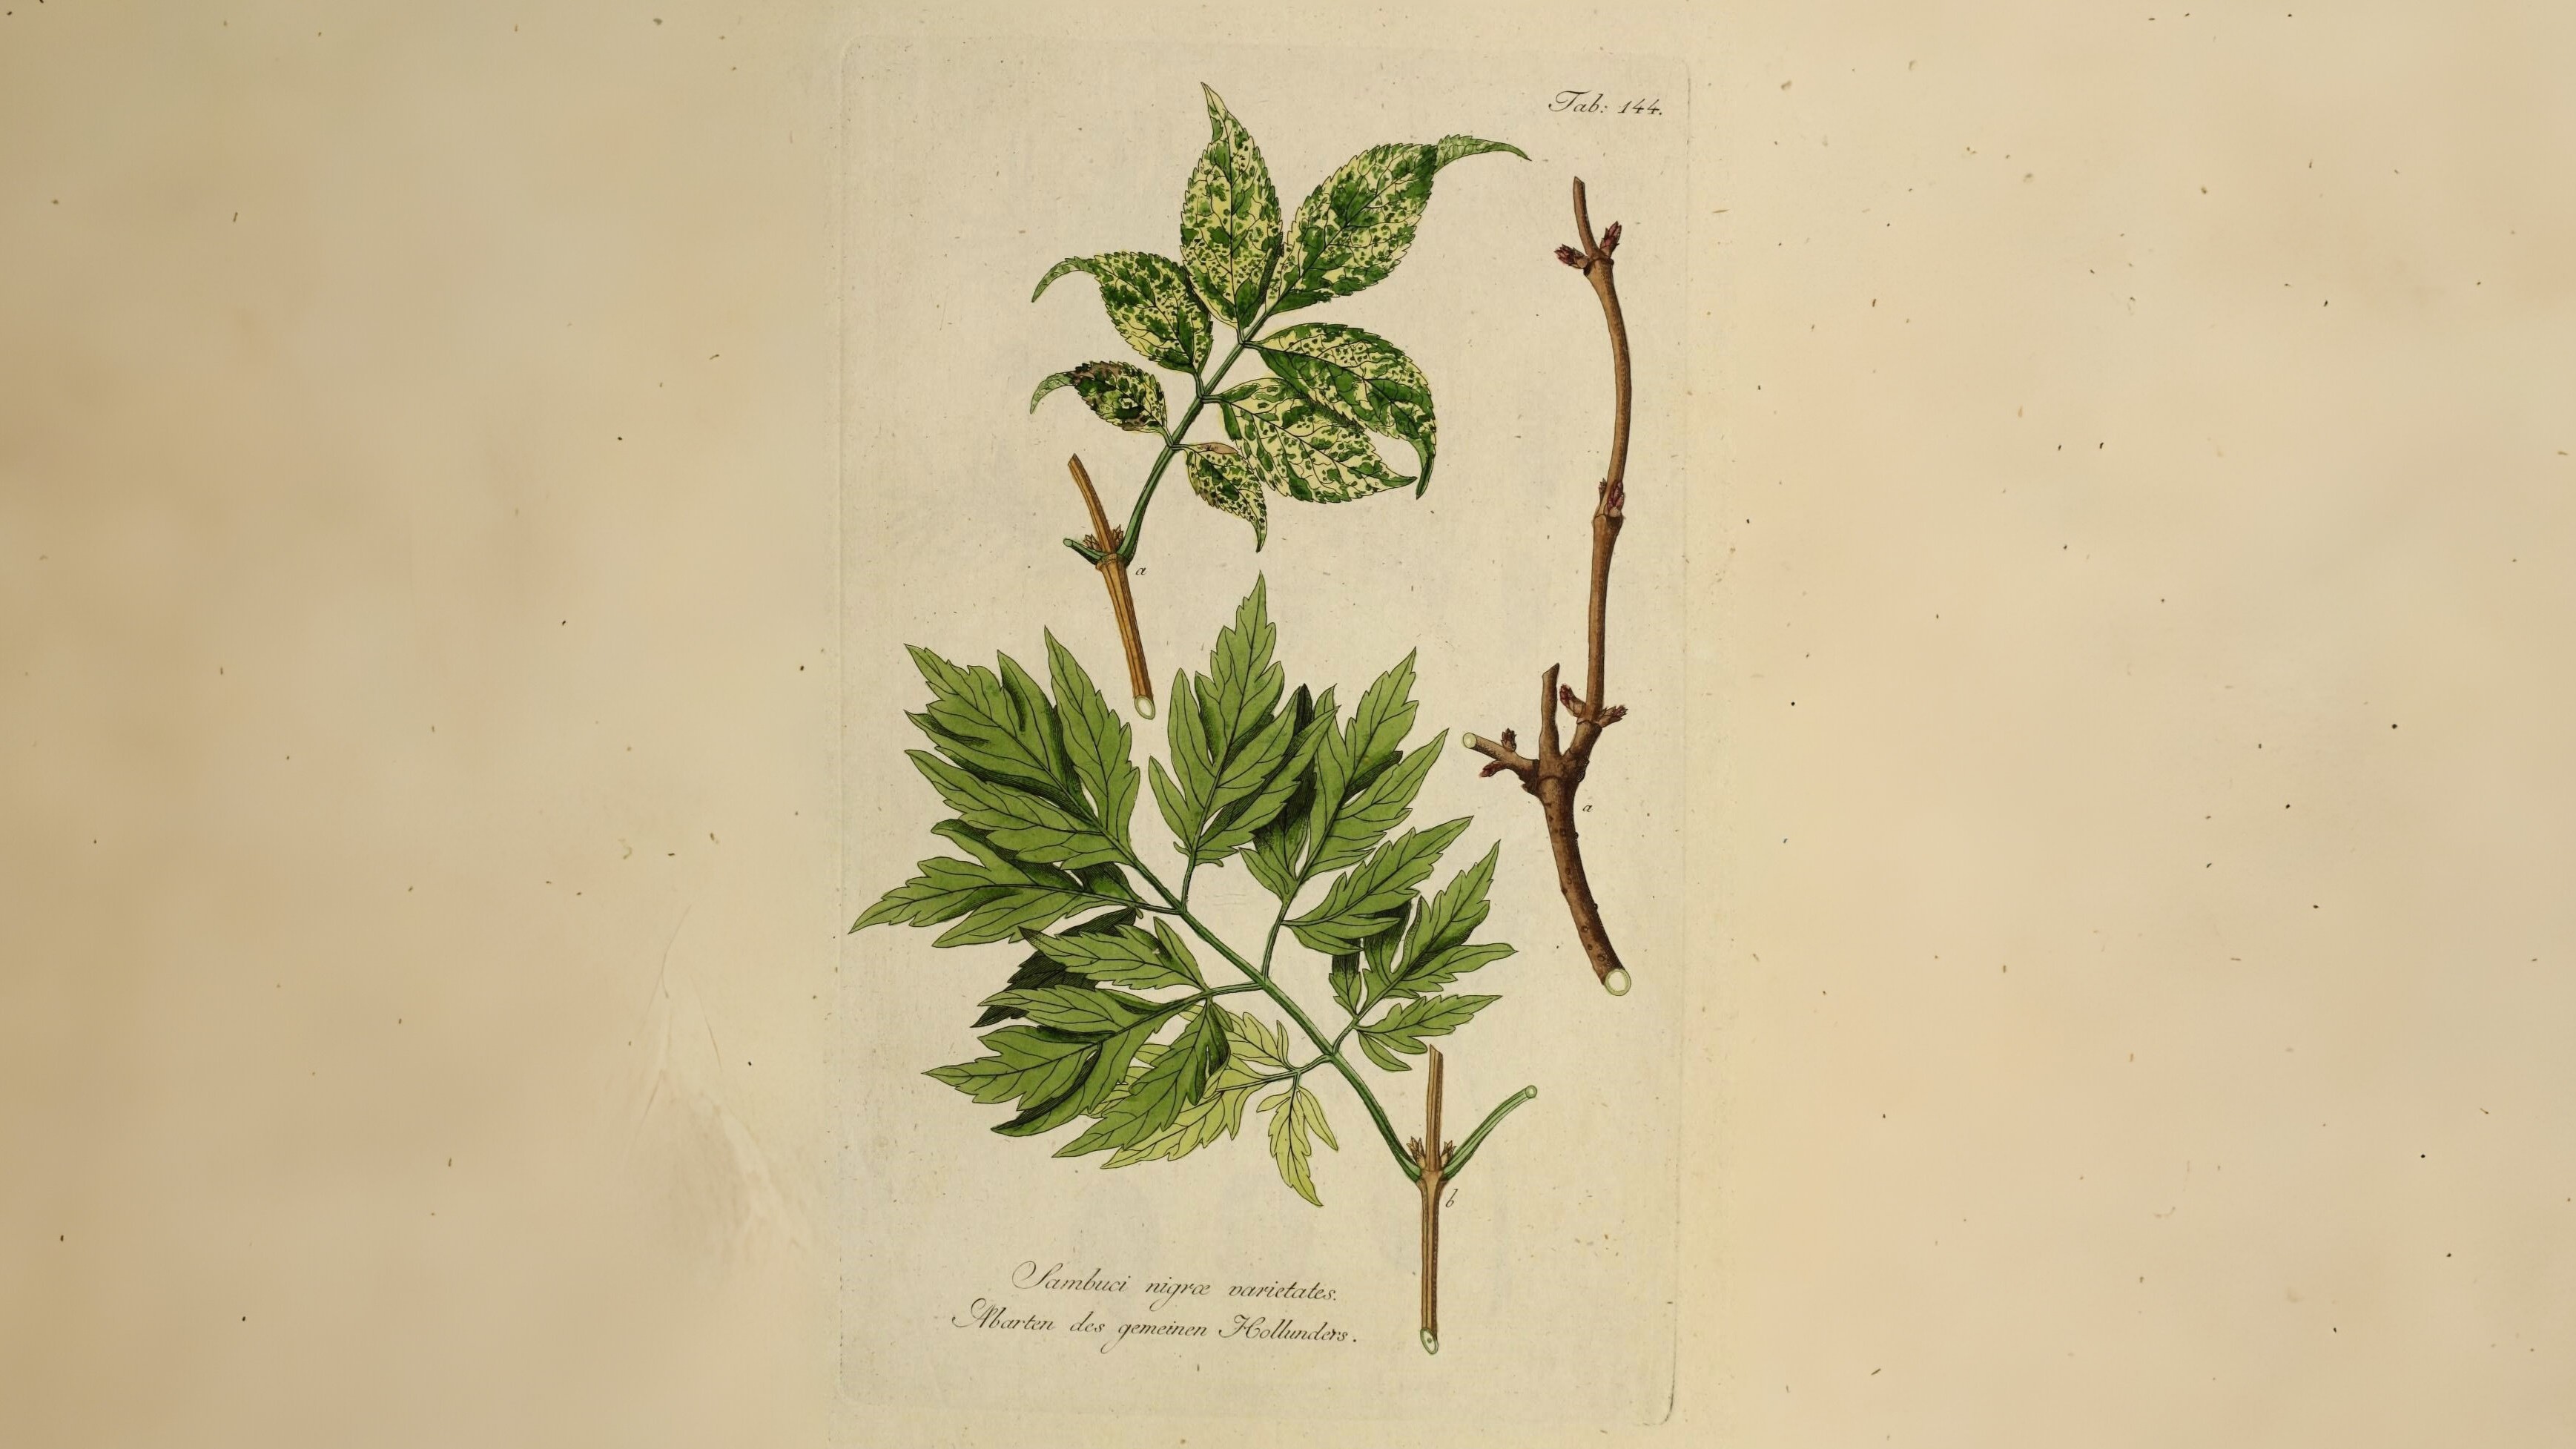 Tab: 144.
a
a
b
Sambuci nigræ varietates.
Abarten des gemeinen Hollunders.